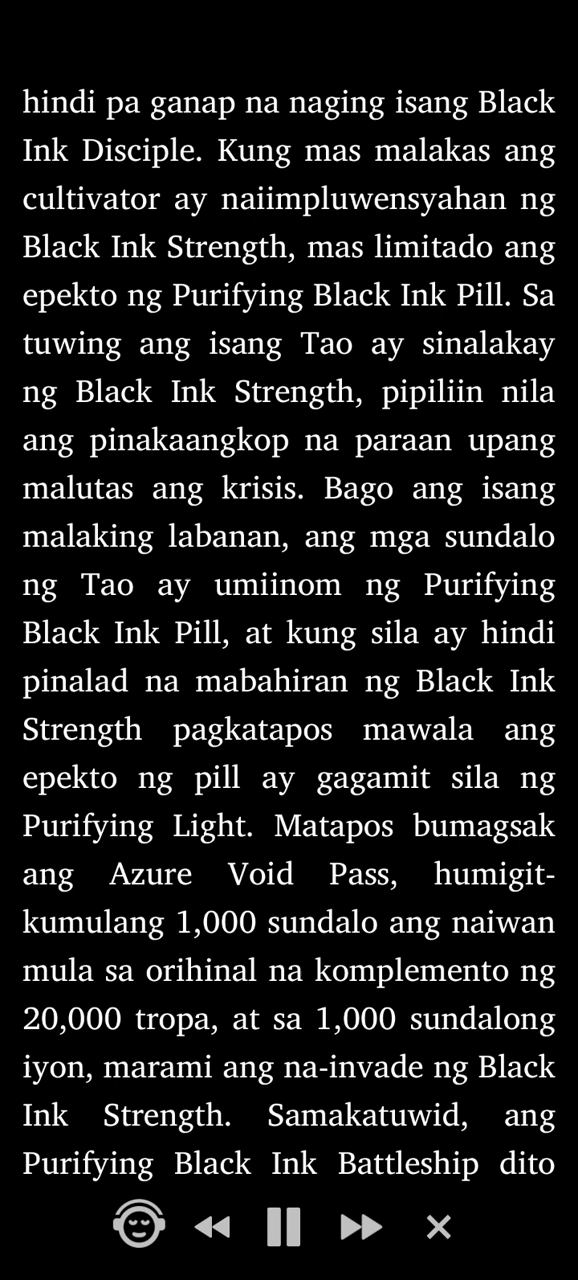 hindi pa ganap na naging isang Black
Ink Disciple. Kung mas malakas ang
cultivator ay naiimpluwensyahan ng
Black Ink Strength, mas limitado ang
epekto ng Purifying Black Ink Pill. Sa
tuwing ang isang Tao ay sinalakay
ng Black Ink Strength, pipiliin nila
ang pinakaangkop na paraan upang
malutas ang krisis. Bago ang isang
malaking labanan, ang mga sundalo
ng Tao ay umiinom ng Purifying
Black Ink Pill, at kung sila ay hindi
pinalad na mabahiran ng Black Ink
Strength pagkatapos mawala ang
epekto ng pill ay gagamit sila ng
Purifying Light. Matapos bumagsak
ang Azure Void Pass, humigit-
kumulang 1,000 sundalo ang naiwan
mula sa orihinal na komplemento ng
20,000 tropa, at sa 1,000 sundalong
iyon, marami ang na-invade ng Black
Ink Strength. Samakatuwid, ang
Purifying Black Ink Battleship dito